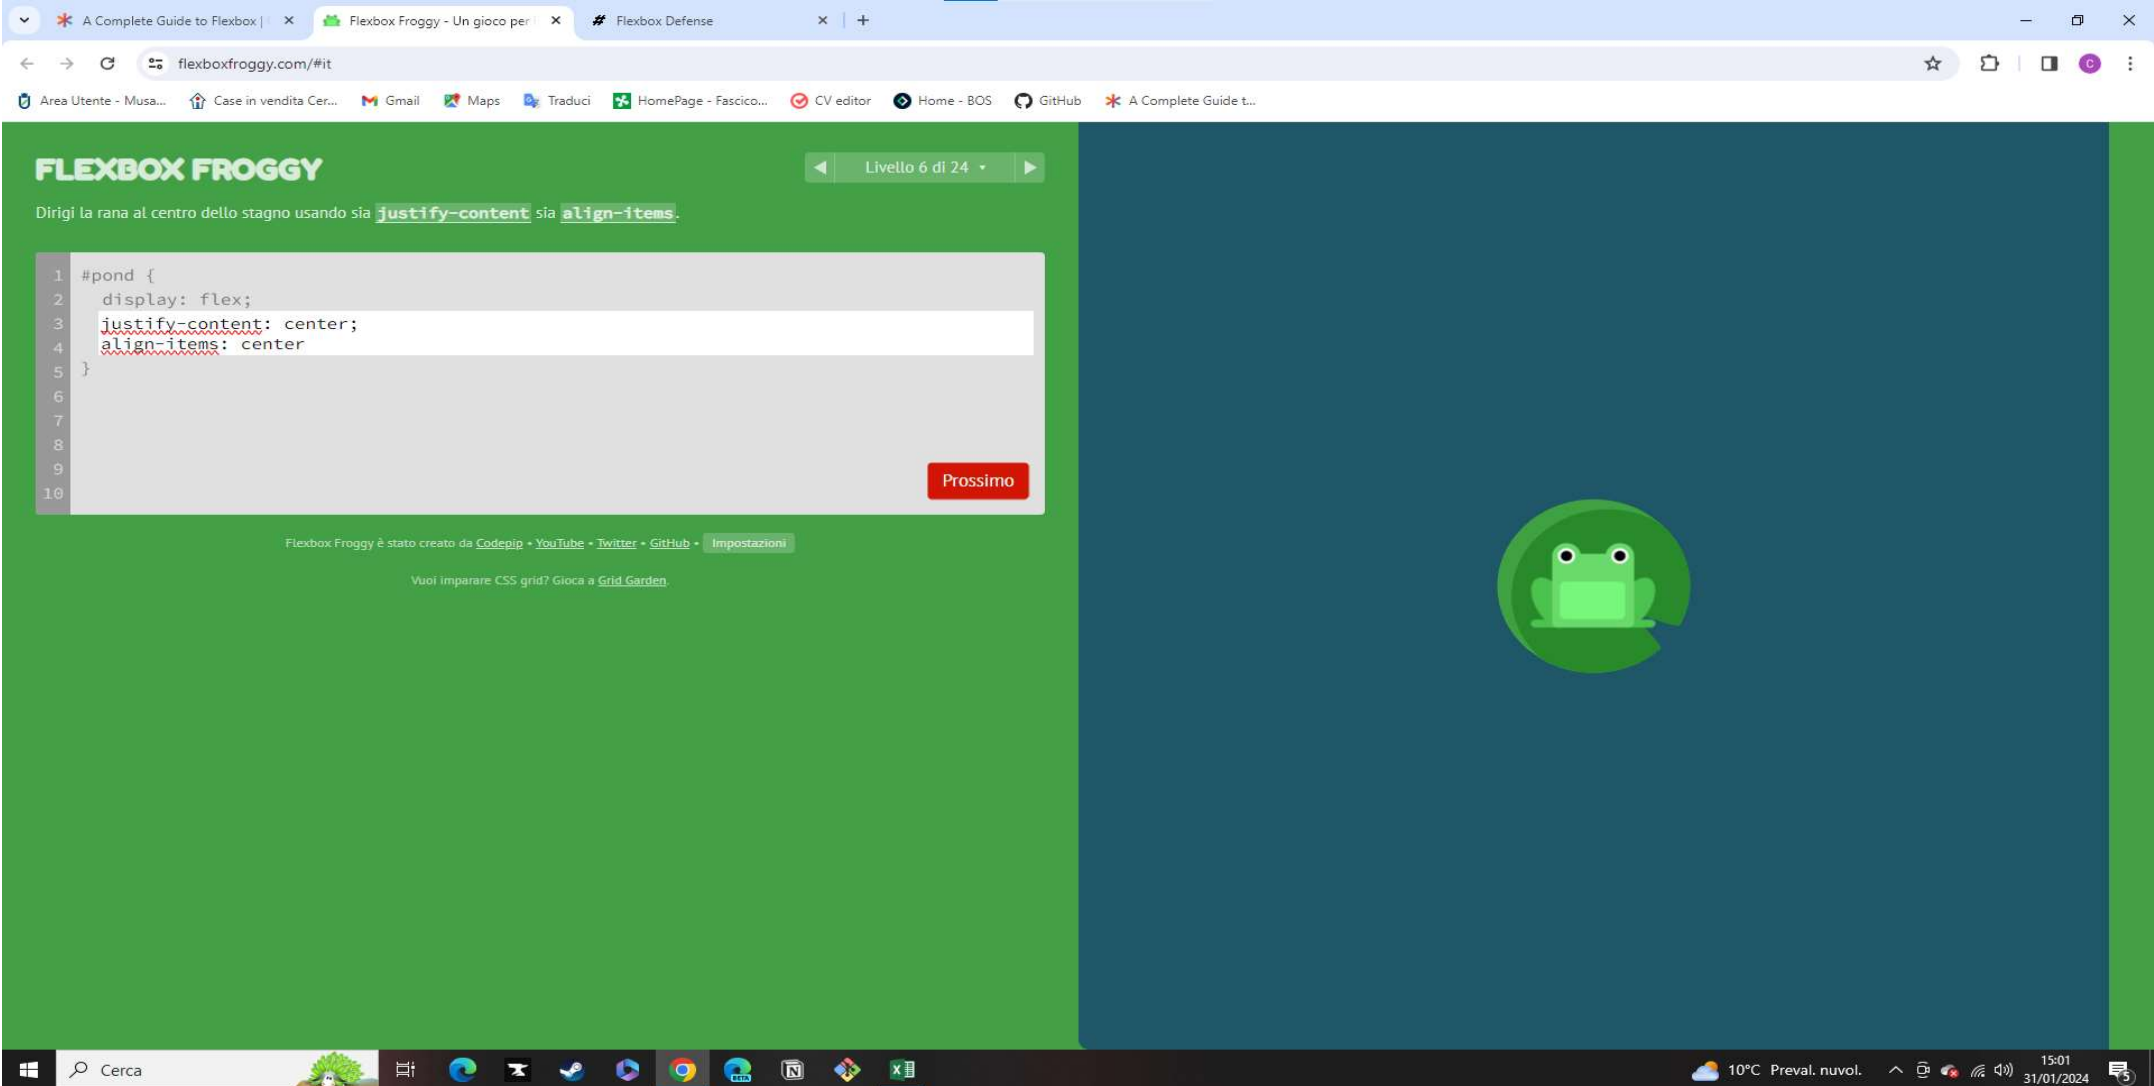 A Complete Guide to Flexbox |
Flexbox Froggy - Un gioco per i
Flexbox Defense
flexboxfroggy.com/#it
C
Area Utente - Musa...
Case in vendita Cer...
Gmail
Maps
Traduci
HomePage - Fascico...
CV editor
Home - BOS
GitHub
A Complete Guide t...
FLEXBOX FROGGY
Livello 6 di 24
Dirigi la rana al centro dello stagno usando sia justify-content sia align-items.
1 #pond {
2 display: flex;
3 justify-content: center;
4 align-items: center
5 }
6
7
8
9
10
Prossimo
Flexbox Froggy è stato creato da Codepip • YouTube • Twitter • GitHub • Impostazioni
Vuoi imparare CSS grid? Gioca a Grid Garden.
Cerca
BETA
10°C Preval. nuvol.
15:01
31/01/2024
5